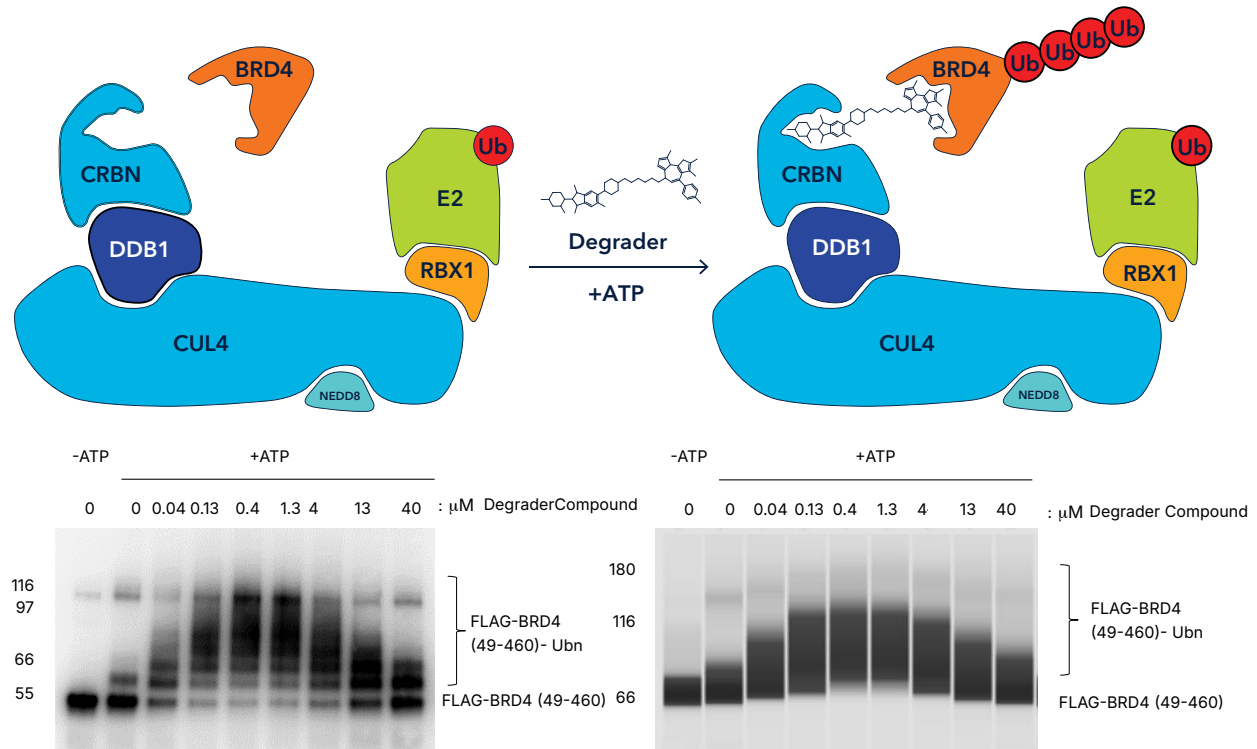 BRD4
CRBN
DDB1
CUL4
NEDD8
RBX1
E2
Ub
Degrader
+ATP
BRD4
Ub
Ub
Ub
Ub
CRBN
DDB1
CUL4
NEDD8
RBX1
E2
Ub
-ATP +ATP
0 0 0.04 0.13 0.4 1.3 4 13 40 : μM DegraderCompound
116
97
66
55
FLAG-BRD4
(49-460)- Ubn
FLAG-BRD4 (49-460)
-ATP +ATP
0 0 0.04 0.13 0.4 1.3 4 13 40 : μM Degrader Compound
180
116
66
FLAG-BRD4
(49-460)- Ubn
FLAG-BRD4 (49-460)